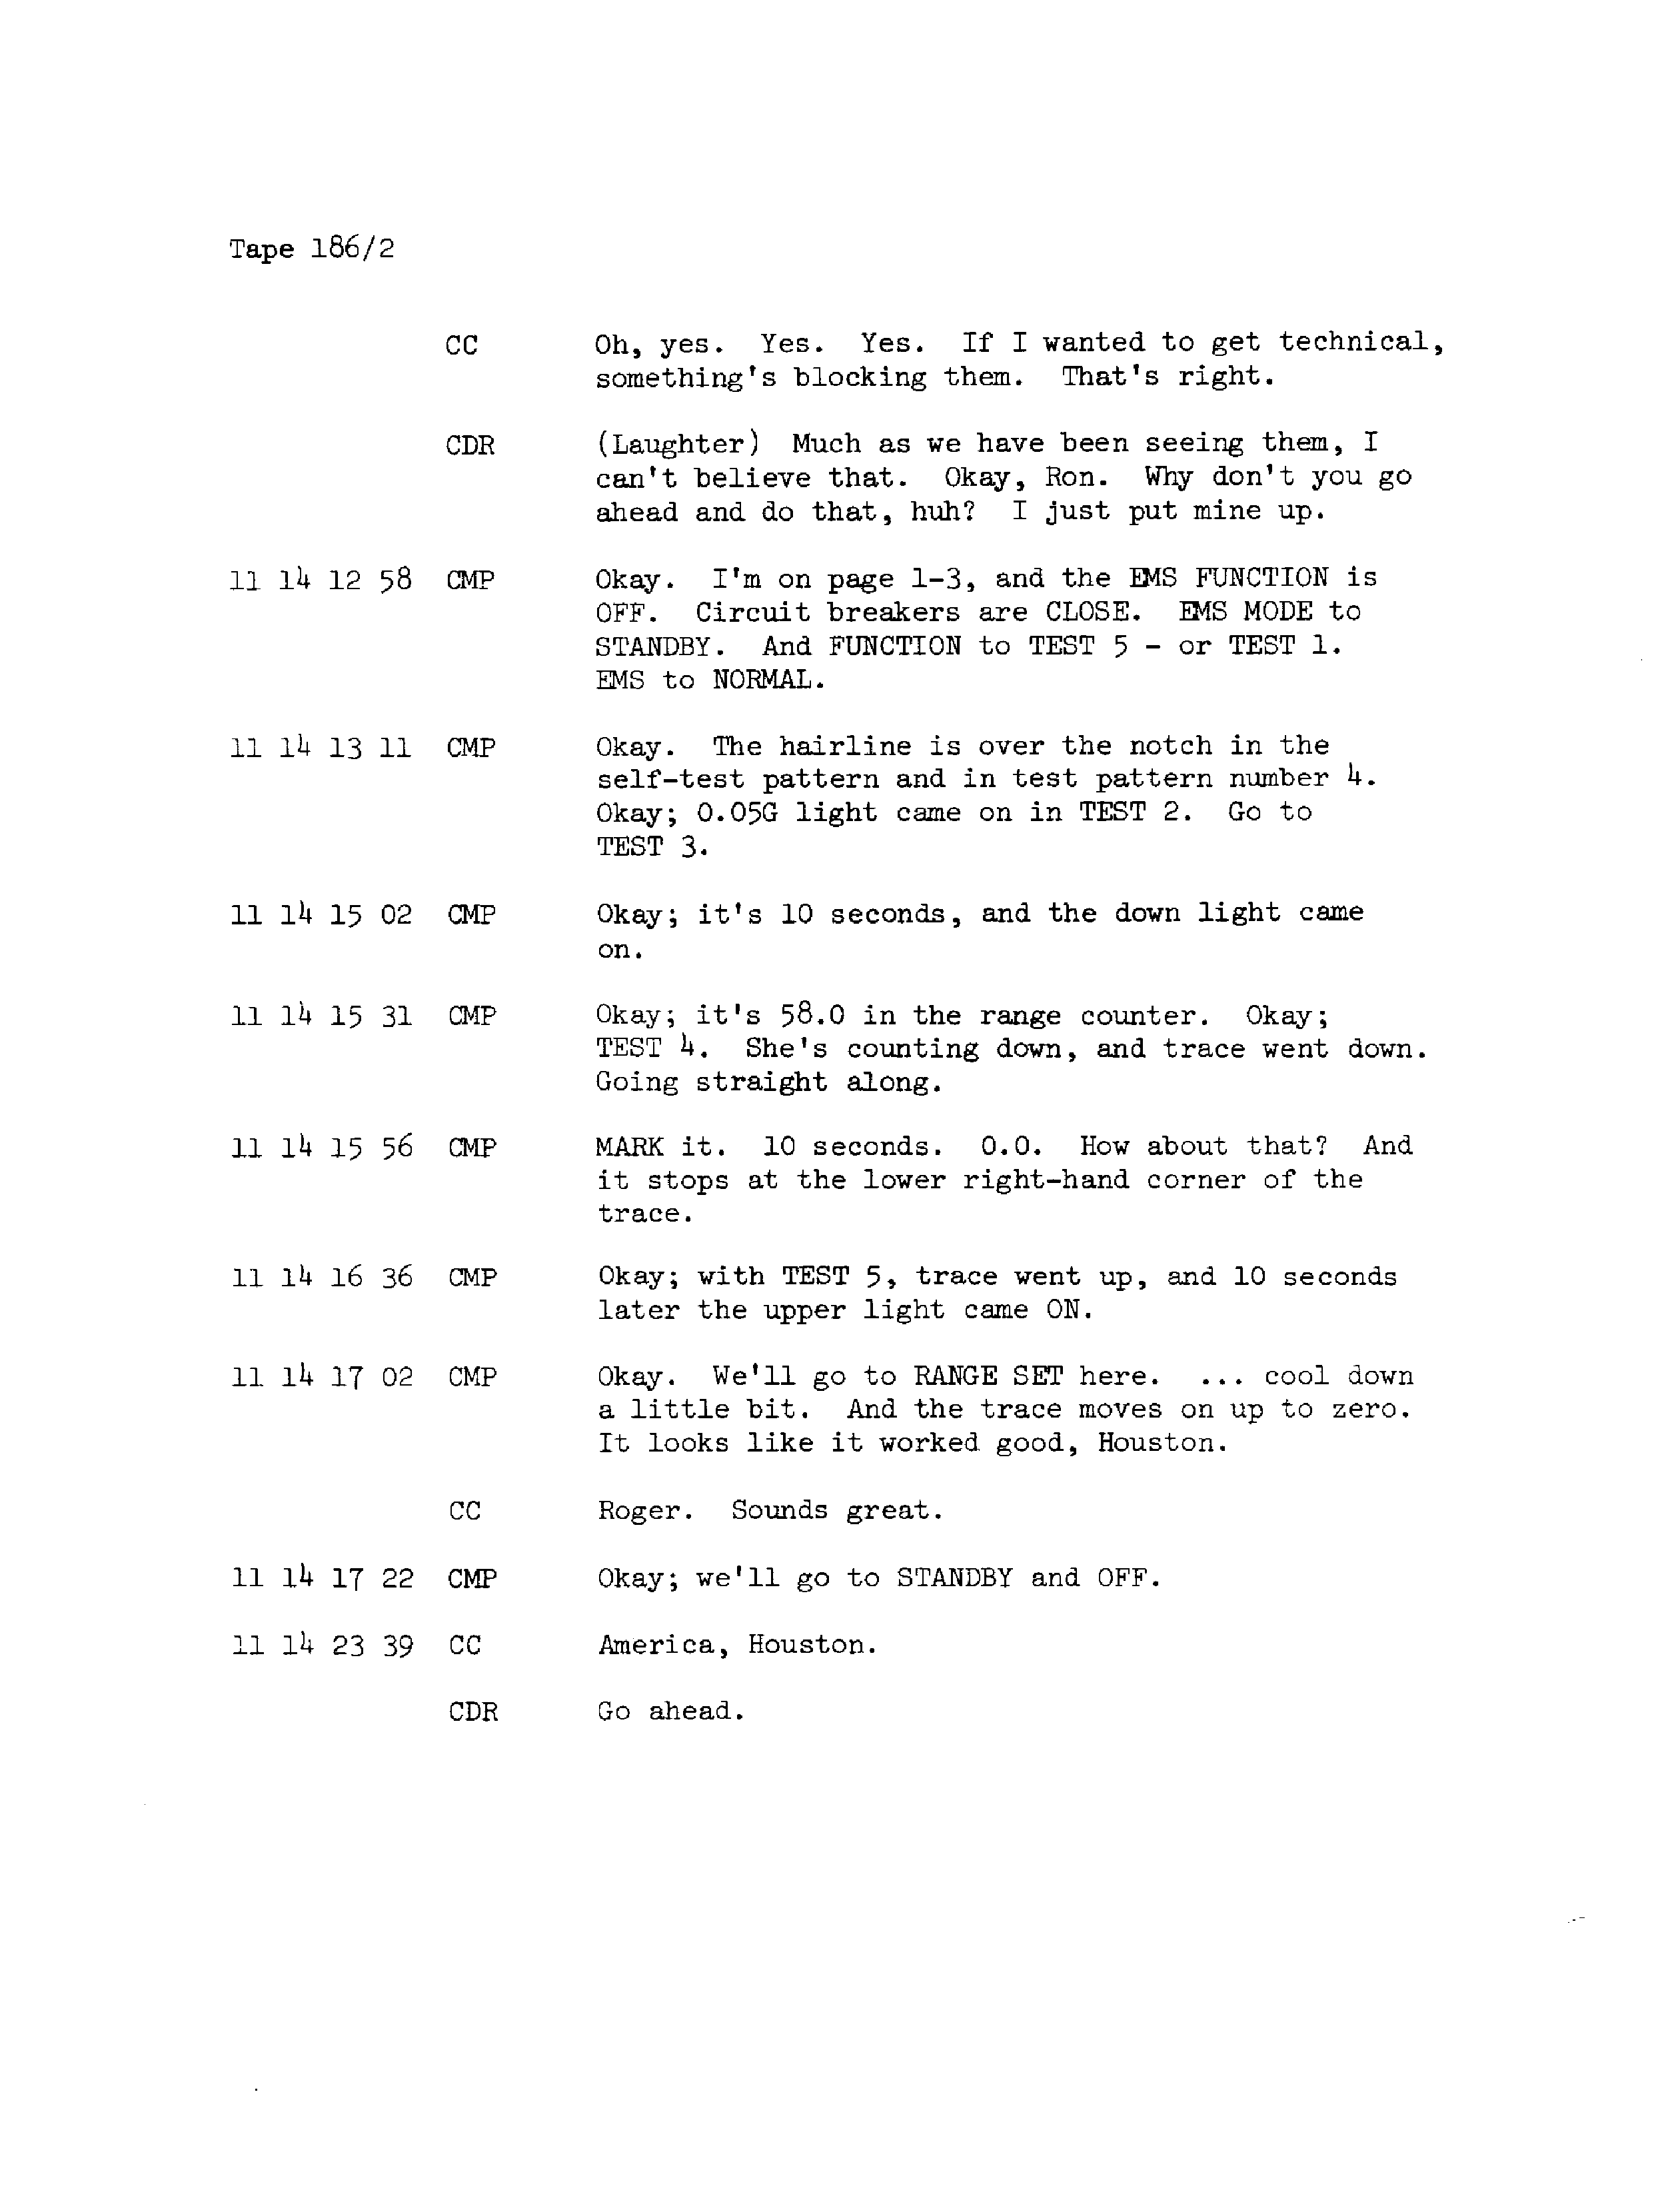 Tape 186/2
CC Oh, yes. Yes. Yes. If I wanted to get technical,
something's blocking them. That's right.
CDR (Laughter) Much as we have been seeing them, I
can't believe that. Okay, Ron. Why don't you go
ahead and do that, huh? I just put mine up.
11 14 12 58 CMP Okay. I'm on page 1-3, and the EMS FUNCTION is
OFF. Circuit breakers are CLOSE. EMS MODE to
STANDBY. And FUNCTION to TEST 5 - or TEST 1.
EMS to NORMAL.
11 14 13 11 CMP Okay. The hairline is over the notch in the
self-test pattern and in test pattern number 4.
Okay; 0.05G light came on in TEST 2. Go to
TEST 3.
11 14 15 02 CMP Okay; it's 10 seconds, and the down light came
on.
11 14 15 31 CMP Okay; it's 58.0 in the range counter. Okay;
TEST 4. She's counting down, and trace went down.
Going straight along.
11 14 15 56 CMP MARK it. 10 seconds. 0.0. How about that? And
it stops at the lower right-hand corner of the
trace.
11 14 16 36 CMP Okay; with TEST 5, trace went up, and 10 seconds
later the upper light came ON.
11 14 17 02 CMP Okay. We'll go to RANGE SET here. ... cool down
a little bit. And the trace moves on up to zero.
It looks like it worked good, Houston.
CC Roger. Sounds great.
11 14 17 22 CMP Okay; we'll go to STANDBY and OFF.
11 14 23 39 CC America, Houston.
CDR Go ahead.